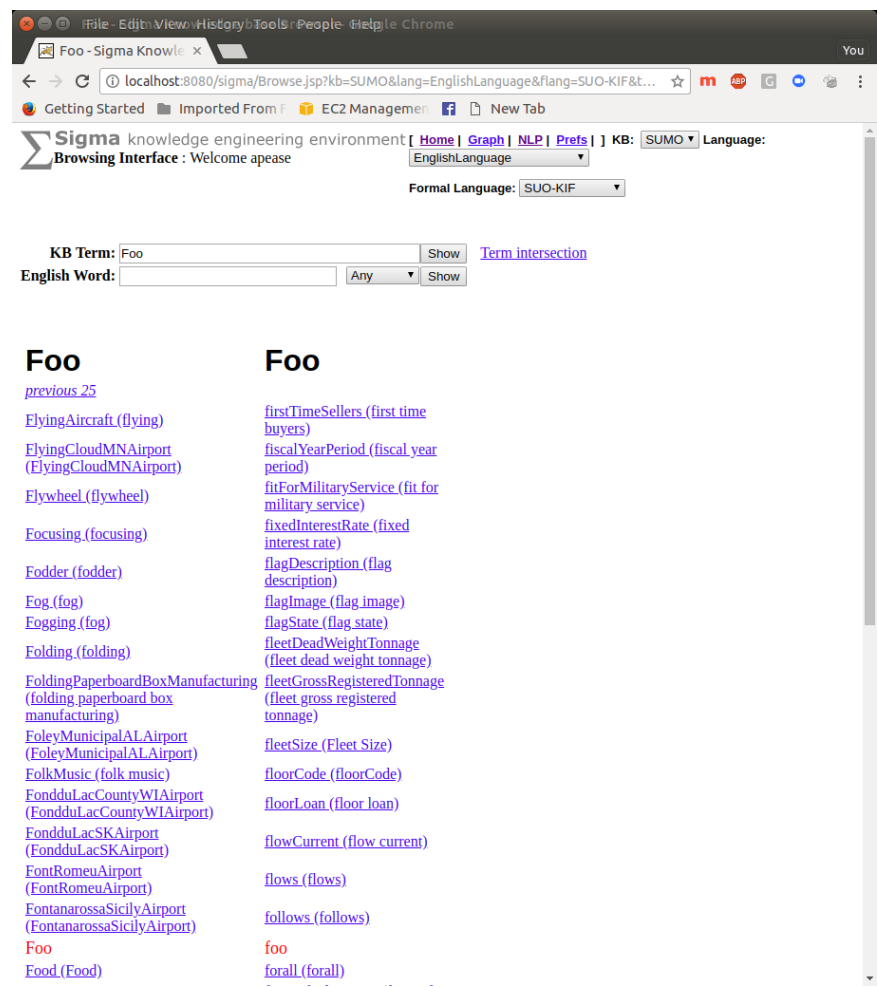 File Edit View History Tools People Help
Foo - Sigma Knowle × You
localhost:8080/sigma/Browse.jsp?kb=SUMO&lang=EnglishLanguage&flang=SUO-KIF&t...
Getting Started Imported From F EC2 Managemen New Tab
Sigma knowledge engineering environment [ Home | Graph | NLP | Prefs | ] KB: SUMO Language:
Browsing Interface : Welcome apease EnglishLanguage
Formal Language: SUO-KIF
KB Term: Foo Show Term intersection
English Word: Any Show
Foo Foo
previous 25
FlyingAircraft (flying)
firstTimeSellers (first time
buyers)
FlyingCloudMNAirport
(FlyingCloudMNAirport)
fiscalYearPeriod (fiscal year
period)
Flywheel (flywheel)
fitForMilitaryService (fit for
military service)
Focusing (focusing)
fixedInterestRate (fixed
interest rate)
Fodder (fodder)
flagDescription (flag
description)
Fog (fog)
flagImage (flag image)
Fogging (fog)
flagState (flag state)
Folding (folding)
fleetDeadWeightTonnage
(fleet dead weight tonnage)
FoldingPaperboardBoxManufacturing
(folding paperboard box
manufacturing)
fleetGrossRegisteredTonnage
(fleet gross registered
tonnage)
FoleyMunicipalALAirport
(FoleyMunicipalALAirport)
fleetSize (Fleet Size)
FolkMusic (folk music)
floorCode (floorCode)
FondduLacCountyWIAirport
(FondduLacCountyWIAirport)
floorLoan (floor loan)
FondduLacSKAirport
(FondduLacSKAirport)
flowCurrent (flow current)
FontRomeuAirport
(FontRomeuAirport)
flows (flows)
FontanarossaSicilyAirport
(FontanarossaSicilyAirport)
follows (follows)
Foo
foo
Food (Food)
forall (forall)